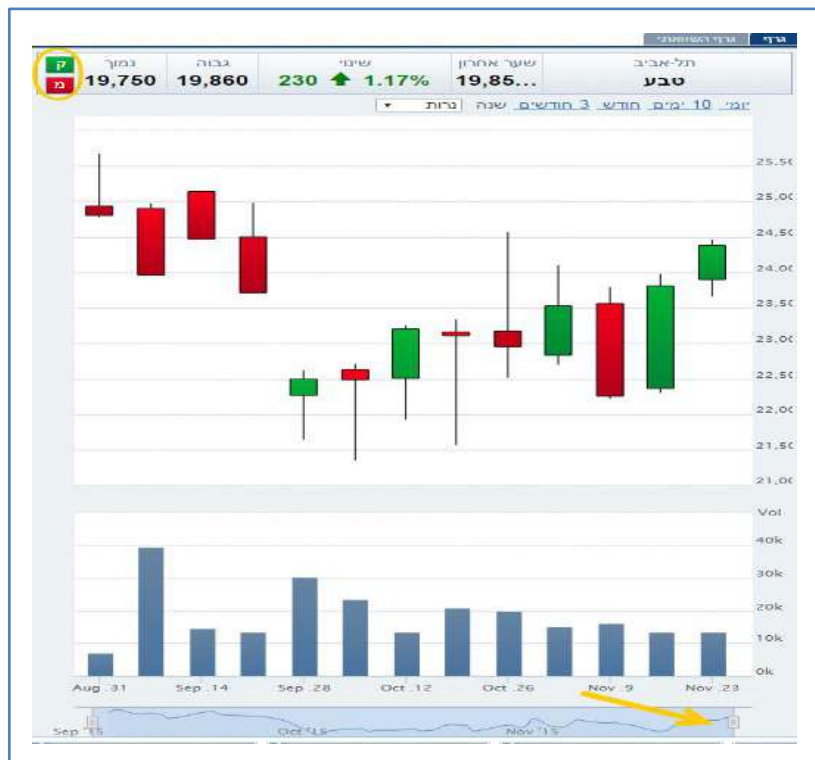 גרף גרף השוואתי
תל-אביב שער אחרון שינוי גבוה נמוך ק
טבע 19,85... 1.17% 230 19,860 19,750 מ
יומי 10 ימים חודש 3 חודשים שנה נרות
25,50
25,00
24,50
24,00
23,50
23,00
22,50
22,00
21,50
21,00
Vol
40k
30k
20k
10k
0k
Aug .31 Sep .14 Sep .28 Oct .12 Oct .26 Nov .9 Nov .23
Sep '15 Oct '15 Nov '15